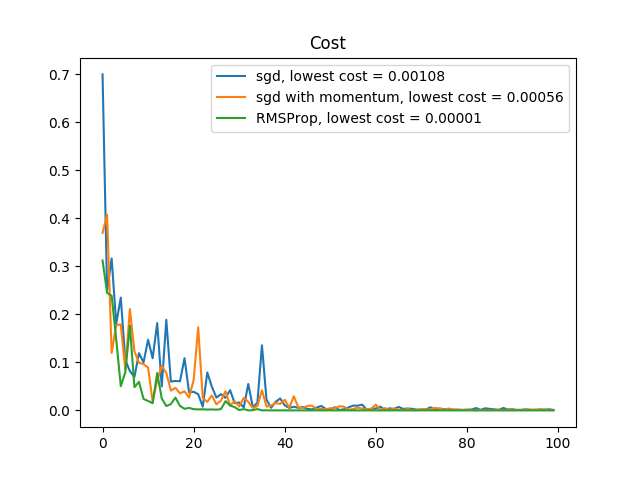 Cost
sgd, lowest cost = 0.00108
sgd with momentum, lowest cost = 0.00056
RMSProp, lowest cost = 0.00001
0.7
0.6
0.5
0.4
0.3
0.2
0.1
0.0
0 20 40 60 80 100